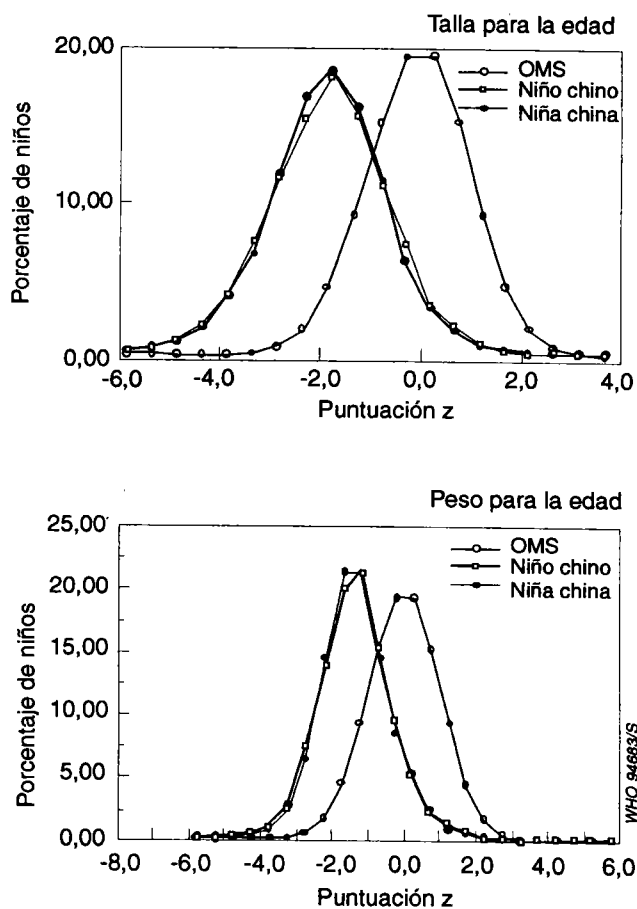 Talla para la edad
20,00
OMS
Niño chino
Niña china
Porcentaje de niños
10,00
0,00
-6,0 -4,0 -2,0 0,0 2,0 4,0
Puntuación z
Peso para la edad
25,00
OMS
Niño chino
Niña china
20,00
Porcentaje de niños
15,00
10,00
5,00
0,00
-8,0 -6,0 -4,0 -2,0 0,0 2,0 4,0 6,0
Puntuación z
WHO 94683/S